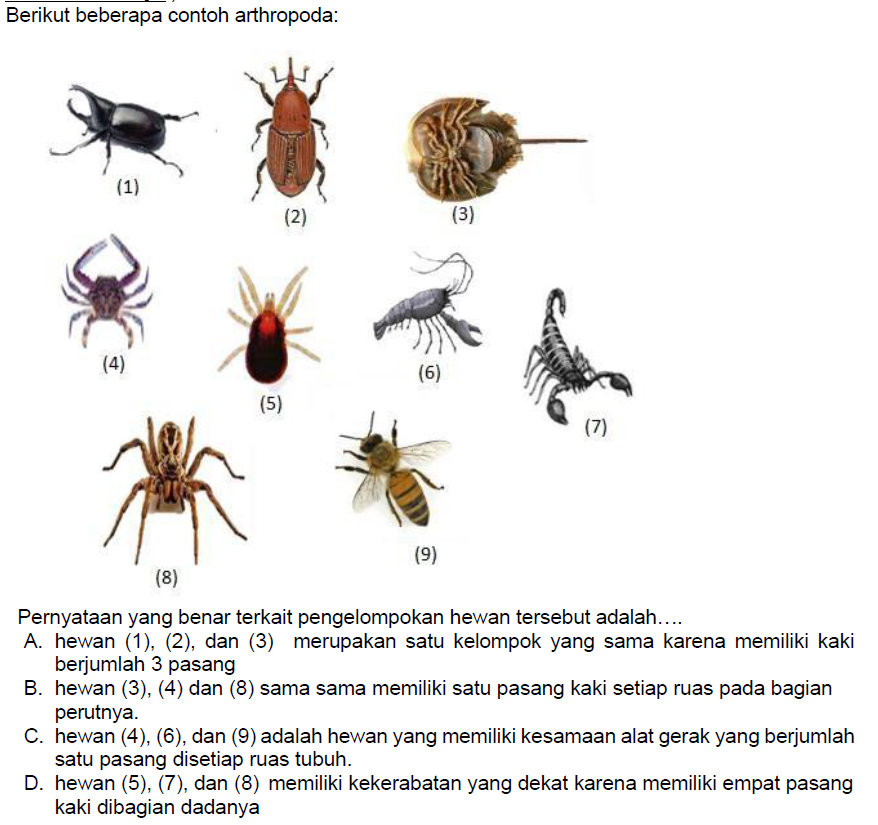 Berikut beberapa contoh arthropoda:
(1)
(2)
(3)
(4)
(5)
(6)
(7)
(8)
(9)
Pernyataan yang benar terkait pengelompokan hewan tersebut adalah….
A. hewan (1), (2), dan (3) merupakan satu kelompok yang sama karena memiliki kaki
berjumlah 3 pasang
B. hewan (3), (4) dan (8) sama sama memiliki satu pasang kaki setiap ruas pada bagian
perutnya.
C. hewan (4), (6), dan (9) adalah hewan yang memiliki kesamaan alat gerak yang berjumlah
satu pasang disetiap ruas tubuh.
D. hewan (5), (7), dan (8) memiliki kekerabatan yang dekat karena memiliki empat pasang
kaki dibagian dadanya